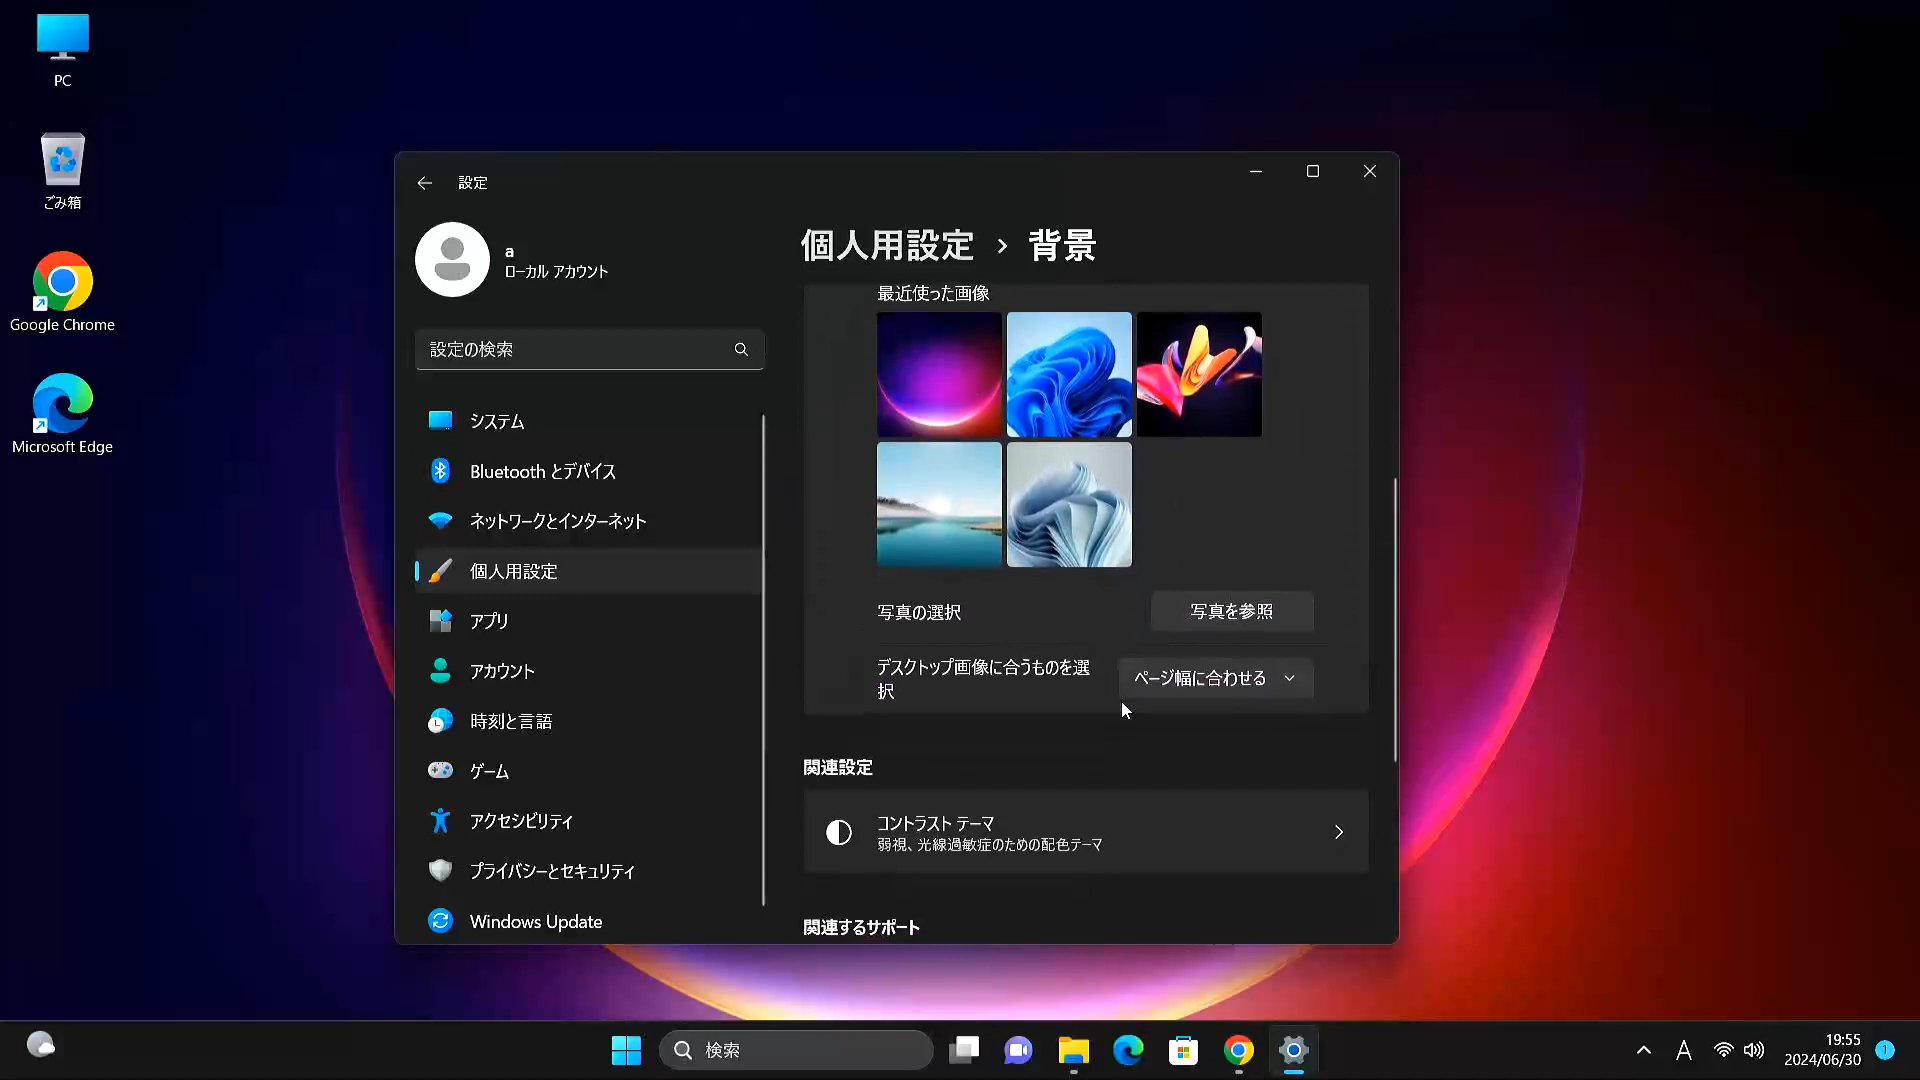 PC
ごみ箱
Google Chrome
Microsoft Edge
設定
a
ローカル アカウント
設定の検索
システム
Bluetooth とデバイス
ネットワークとインターネット
個人用設定
アプリ
アカウント
時刻と言語
ゲーム
アクセシビリティ
プライバシーとセキュリティ
Windows Update
個人用設定 › 背景
最近使った画像
写真の選択
写真を参照
デスクトップ画像に合うものを選
択
ページ幅に合わせる
関連設定
コントラスト テーマ
弱視、光線過敏症のための配色テーマ
関連するサポート
検索
A
19:55
2024/06/30
1